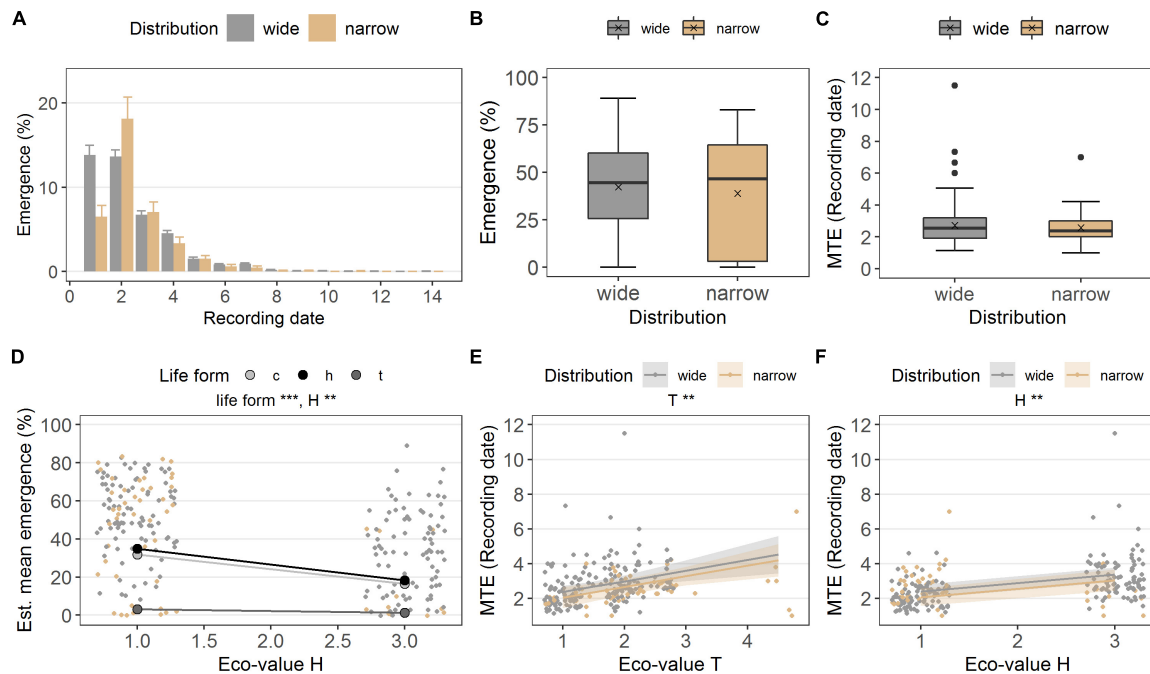 A
Distribution wide narrow
Emergence (%)
20
10
0
0 2 4 6 8 10 12 14
Recording date
B
wide narrow
Emergence (%)
100
75
50
25
0
wide narrow
Distribution
C
wide narrow
MTE (Recording date)
12
10
8
6
4
2
0
wide narrow
Distribution
D
Life form c h t
life form ***, H **
Est. mean emergence (%)
100
80
60
40
20
0
1.0 1.5 2.0 2.5 3.0
Eco-value H
E
Distribution wide narrow
T **
MTE (Recording date)
12
10
8
6
4
2
1 2 3 4
Eco-value T
F
Distribution wide narrow
H **
MTE (Recording date)
12
10
8
6
4
2
1 2 3
Eco-value H